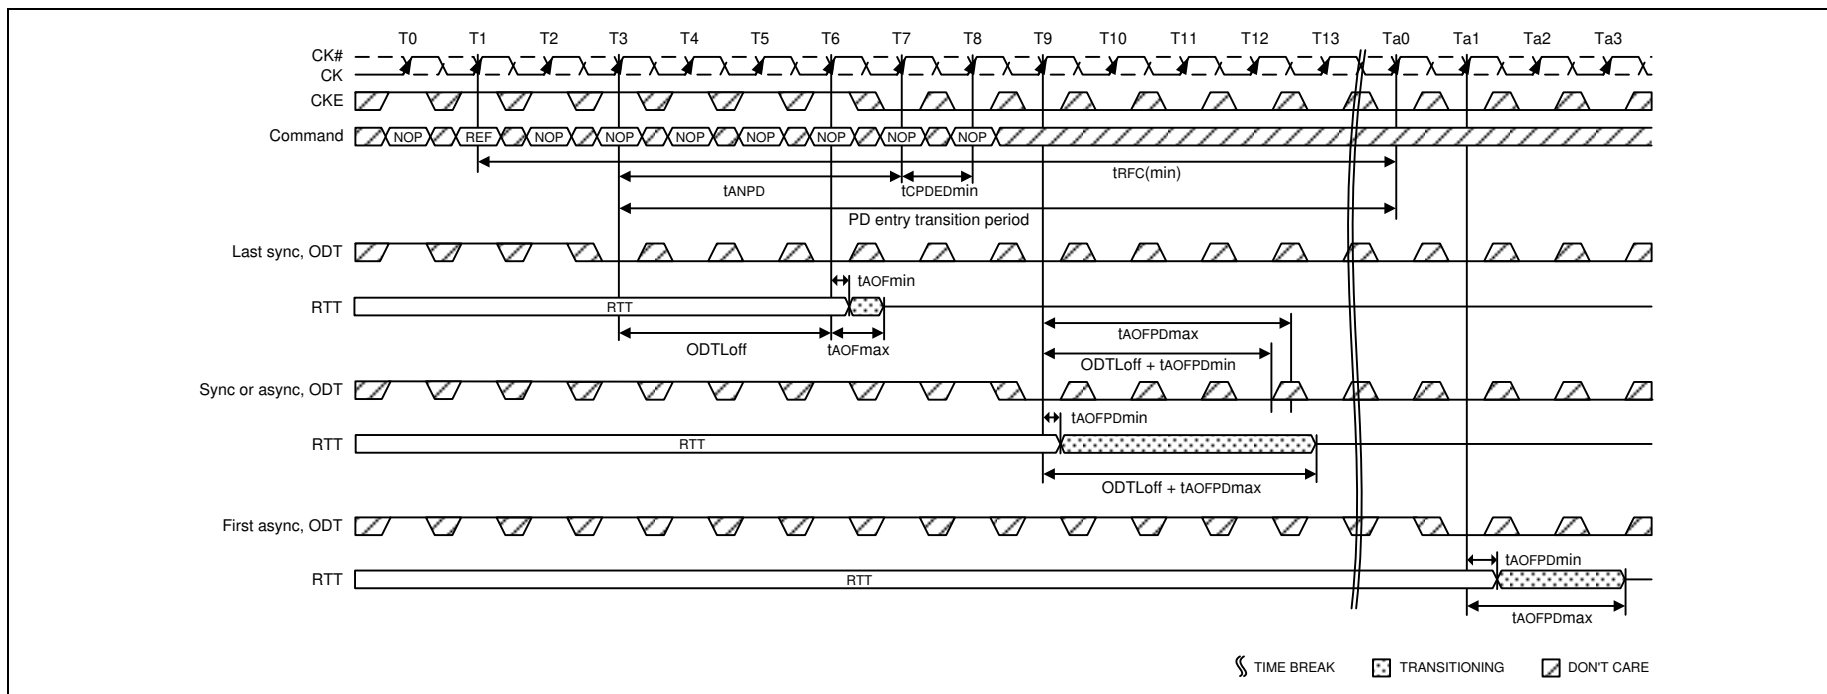 T0 T1 T2 T3 T4 T5 T6 T7 T8 T9 T10 T11 T12 T13 Ta0 Ta1 Ta2 Ta3
CK#
CK
CKE
Command NOP REF NOP NOP NOP NOP NOP NOP NOP
tRFC(min)
tANPD tCPDEDmin
PD entry transition period
Last sync, ODT
tAOFmin
RTT RTT
tAOFPDmax
ODTLoff tAOFmax
ODTLoff + tAOFPDmin
Sync or async, ODT
tAOFPDmin
RTT RTT
ODTLoff + tAOFPDmax
First async, ODT
tAOFPDmin
RTT RTT
tAOFPDmax
TIME BREAK TRANSITIONING DON'T CARE